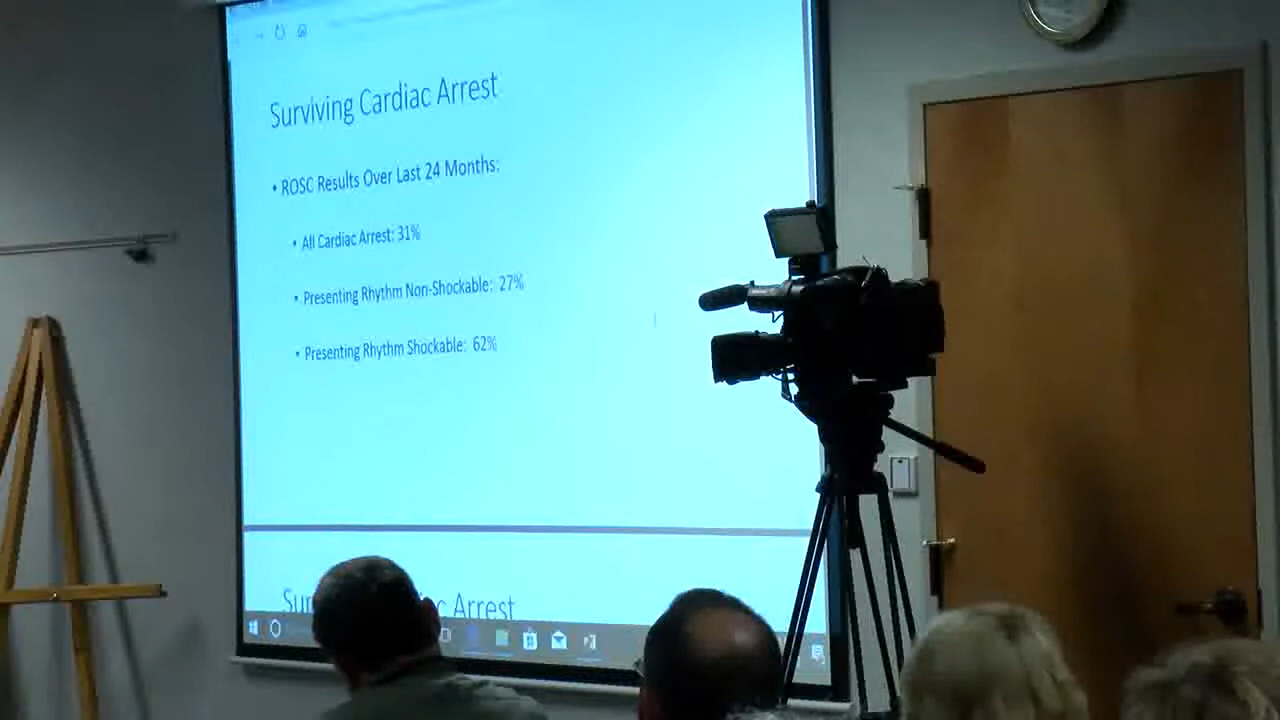 Surviving Cardiac Arrest
• ROSC Results Over Last 24 Months:
• All Cardiac Arrest: 31%
• Presenting Rhythm Non-Shockable: 27%
• Presenting Rhythm Shockable: 62%
Arrest